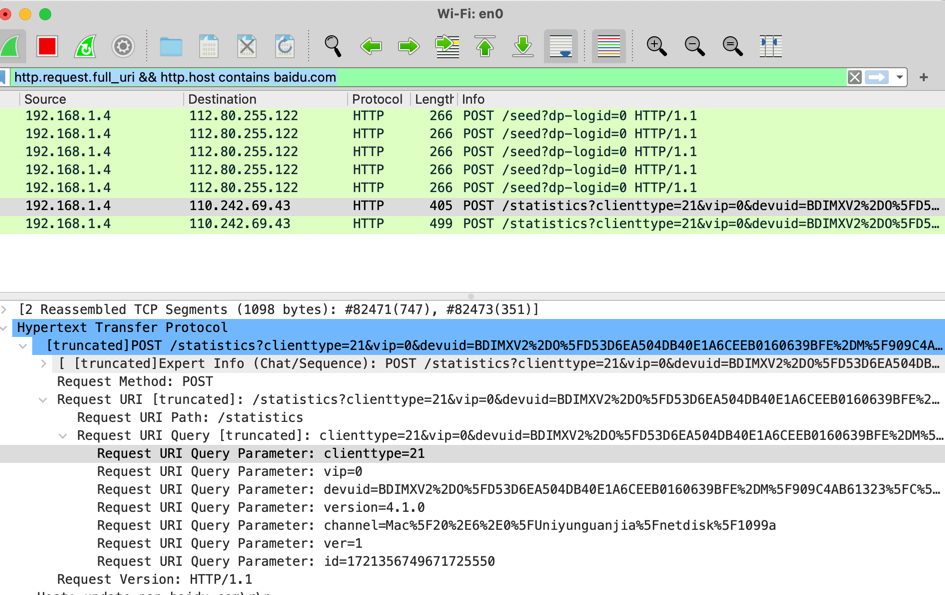 Wi-Fi: en0
http.request.full_uri && http.host contains baidu.com
Source Destination Protocol Length Info
192.168.1.4 112.80.255.122 HTTP 266 POST /seed?dp-logid=0 HTTP/1.1
192.168.1.4 112.80.255.122 HTTP 266 POST /seed?dp-logid=0 HTTP/1.1
192.168.1.4 112.80.255.122 HTTP 266 POST /seed?dp-logid=0 HTTP/1.1
192.168.1.4 112.80.255.122 HTTP 266 POST /seed?dp-logid=0 HTTP/1.1
192.168.1.4 112.80.255.122 HTTP 266 POST /seed?dp-logid=0 HTTP/1.1
192.168.1.4 110.242.69.43 HTTP 405 POST /statistics?clienttype=21&vip=0&devuid=BDIMXV2%2DO%5FD5…
192.168.1.4 110.242.69.43 HTTP 499 POST /statistics?clienttype=21&vip=0&devuid=BDIMXV2%2DO%5FD5…
[2 Reassembled TCP Segments (1098 bytes): #82471(747), #82473(351)]
Hypertext Transfer Protocol
[truncated]POST /statistics?clienttype=21&vip=0&devuid=BDIMXV2%2DO%5FD53D6EA504DB40E1A6CEEB0160639BFE%2DM%5F909C4A…
[ [truncated]Expert Info (Chat/Sequence): POST /statistics?clienttype=21&vip=0&devuid=BDIMXV2%2DO%5FD53D6EA504DB40E1A6CEEB0160639BFE%2DM%5F909C4ADB…
Request Method: POST
Request URI [truncated]: /statistics?clienttype=21&vip=0&devuid=BDIMXV2%2DO%5FD53D6EA504DB40E1A6CEEB0160639BFE%2…
Request URI Path: /statistics
Request URI Query [truncated]: clienttype=21&vip=0&devuid=BDIMXV2%2DO%5FD53D6EA504DB40E1A6CEEB0160639BFE%2DM%5…
Request URI Query Parameter: clienttype=21
Request URI Query Parameter: vip=0
Request URI Query Parameter: devuid=BDIMXV2%2DO%5FD53D6EA504DB40E1A6CEEB0160639BFE%2DM%5F909C4AB61323%5FC%5…
Request URI Query Parameter: version=4.1.0
Request URI Query Parameter: channel=Mac%5F20%2E6%2E0%5FUniyunguanjia%5Fnetdisk%5F1099a
Request URI Query Parameter: ver=1
Request URI Query Parameter: id=1721356749671725550
Request Version: HTTP/1.1